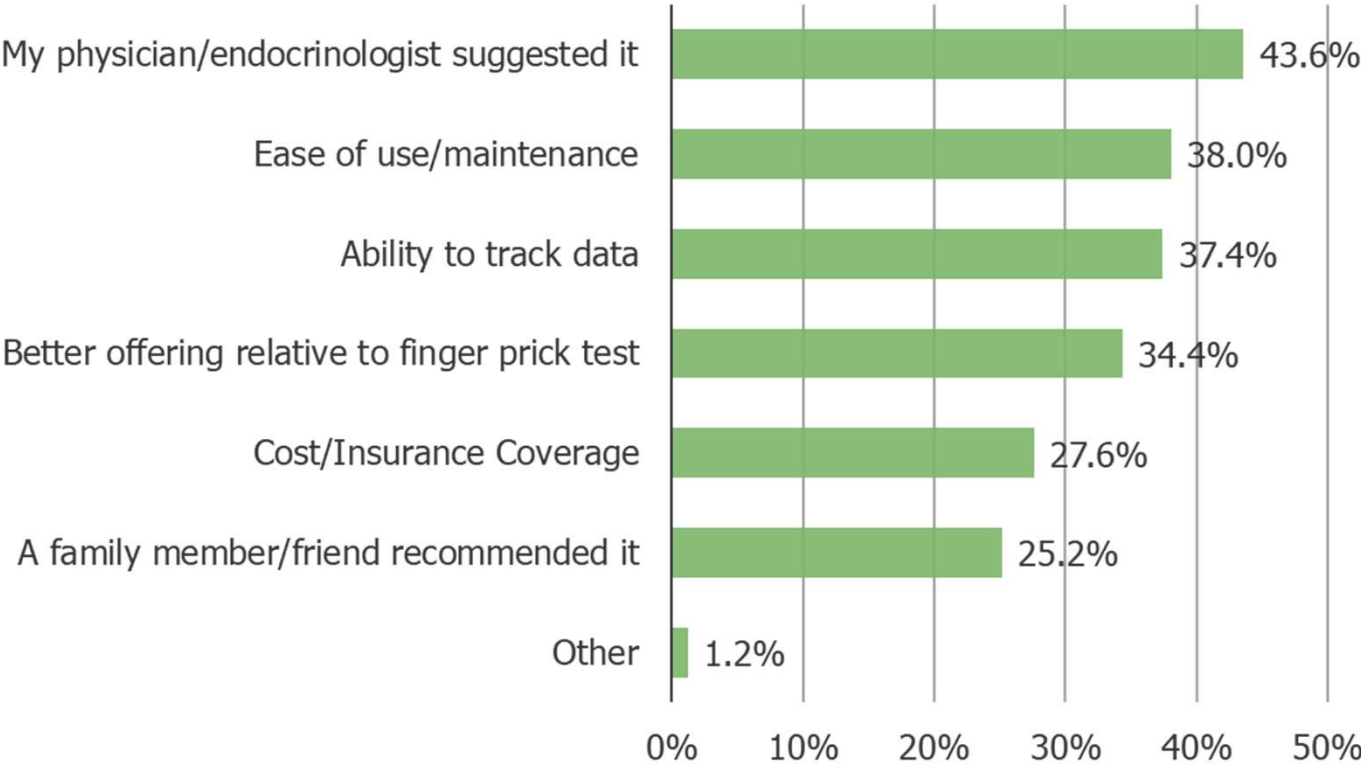 My physician/endocrinologist suggested it 43.6%
Ease of use/maintenance 38.0%
Ability to track data 37.4%
Better offering relative to finger prick test 34.4%
Cost/Insurance Coverage 27.6%
A family member/friend recommended it 25.2%
Other 1.2%
0% 10% 20% 30% 40% 50%